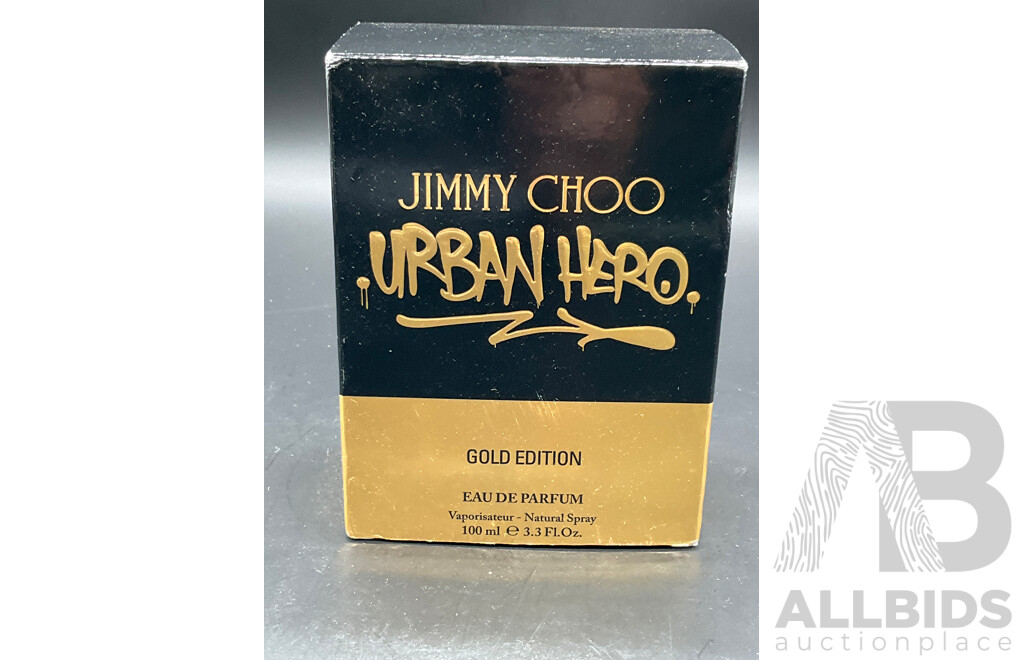 JIMMY CHOO
URBAN HERO
GOLD EDITION
EAU DE PARFUM
Vaporisateur - Natural Spray
100 ml ℮ 3.3 Fl.Oz.
AB
ALLBIDS
auctionplace